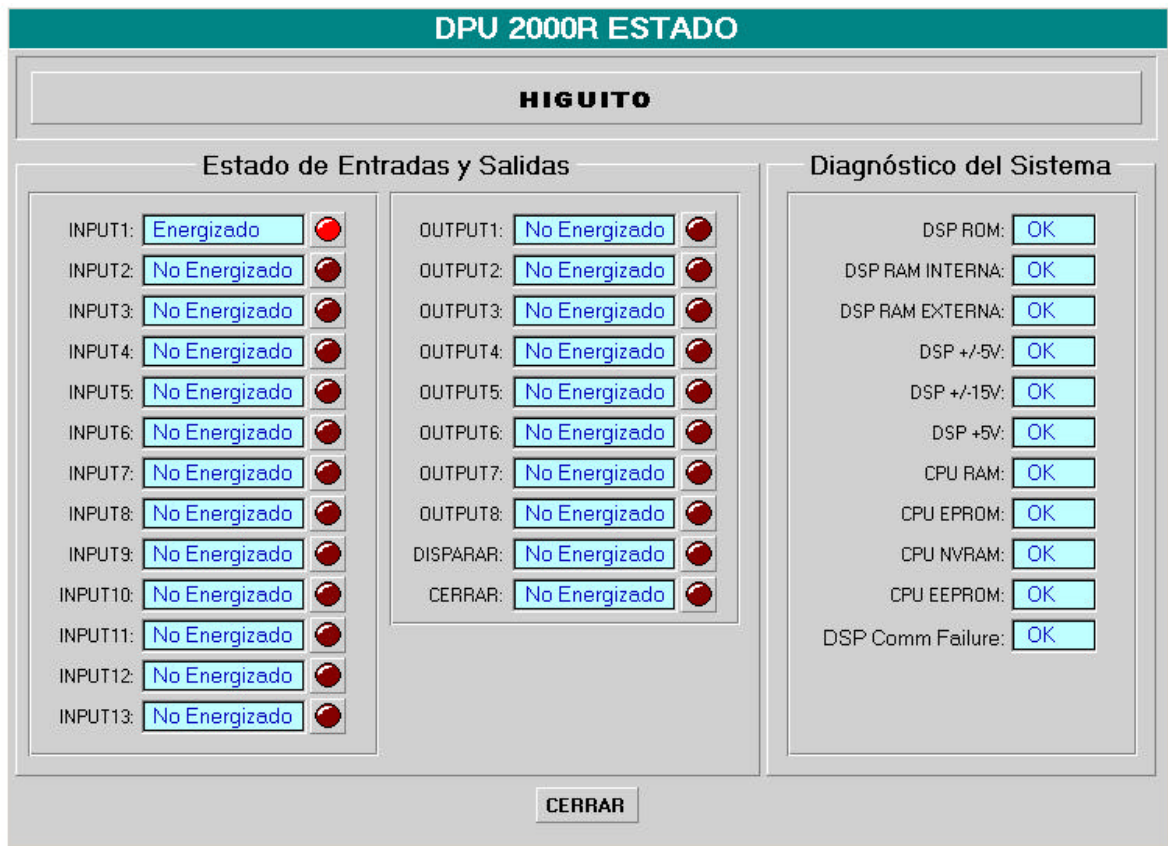 DPU 2000R ESTADO
HIGUITO
Estado de Entradas y Salidas
INPUT1: Energizado
INPUT2: No Energizado
INPUT3: No Energizado
INPUT4: No Energizado
INPUT5: No Energizado
INPUT6: No Energizado
INPUT7: No Energizado
INPUT8: No Energizado
INPUT9: No Energizado
INPUT10: No Energizado
INPUT11: No Energizado
INPUT12: No Energizado
INPUT13: No Energizado
OUTPUT1: No Energizado
OUTPUT2: No Energizado
OUTPUT3: No Energizado
OUTPUT4: No Energizado
OUTPUT5: No Energizado
OUTPUT6: No Energizado
OUTPUT7: No Energizado
OUTPUT8: No Energizado
DISPARAR: No Energizado
CERRAR: No Energizado
Diagnóstico del Sistema
DSP ROM: OK
DSP RAM INTERNA: OK
DSP RAM EXTERNA: OK
DSP +/-5V: OK
DSP +/-15V: OK
DSP +5V: OK
CPU RAM: OK
CPU EPROM: OK
CPU NVRAM: OK
CPU EEPROM: OK
DSP Comm Failure: OK
CERRAR